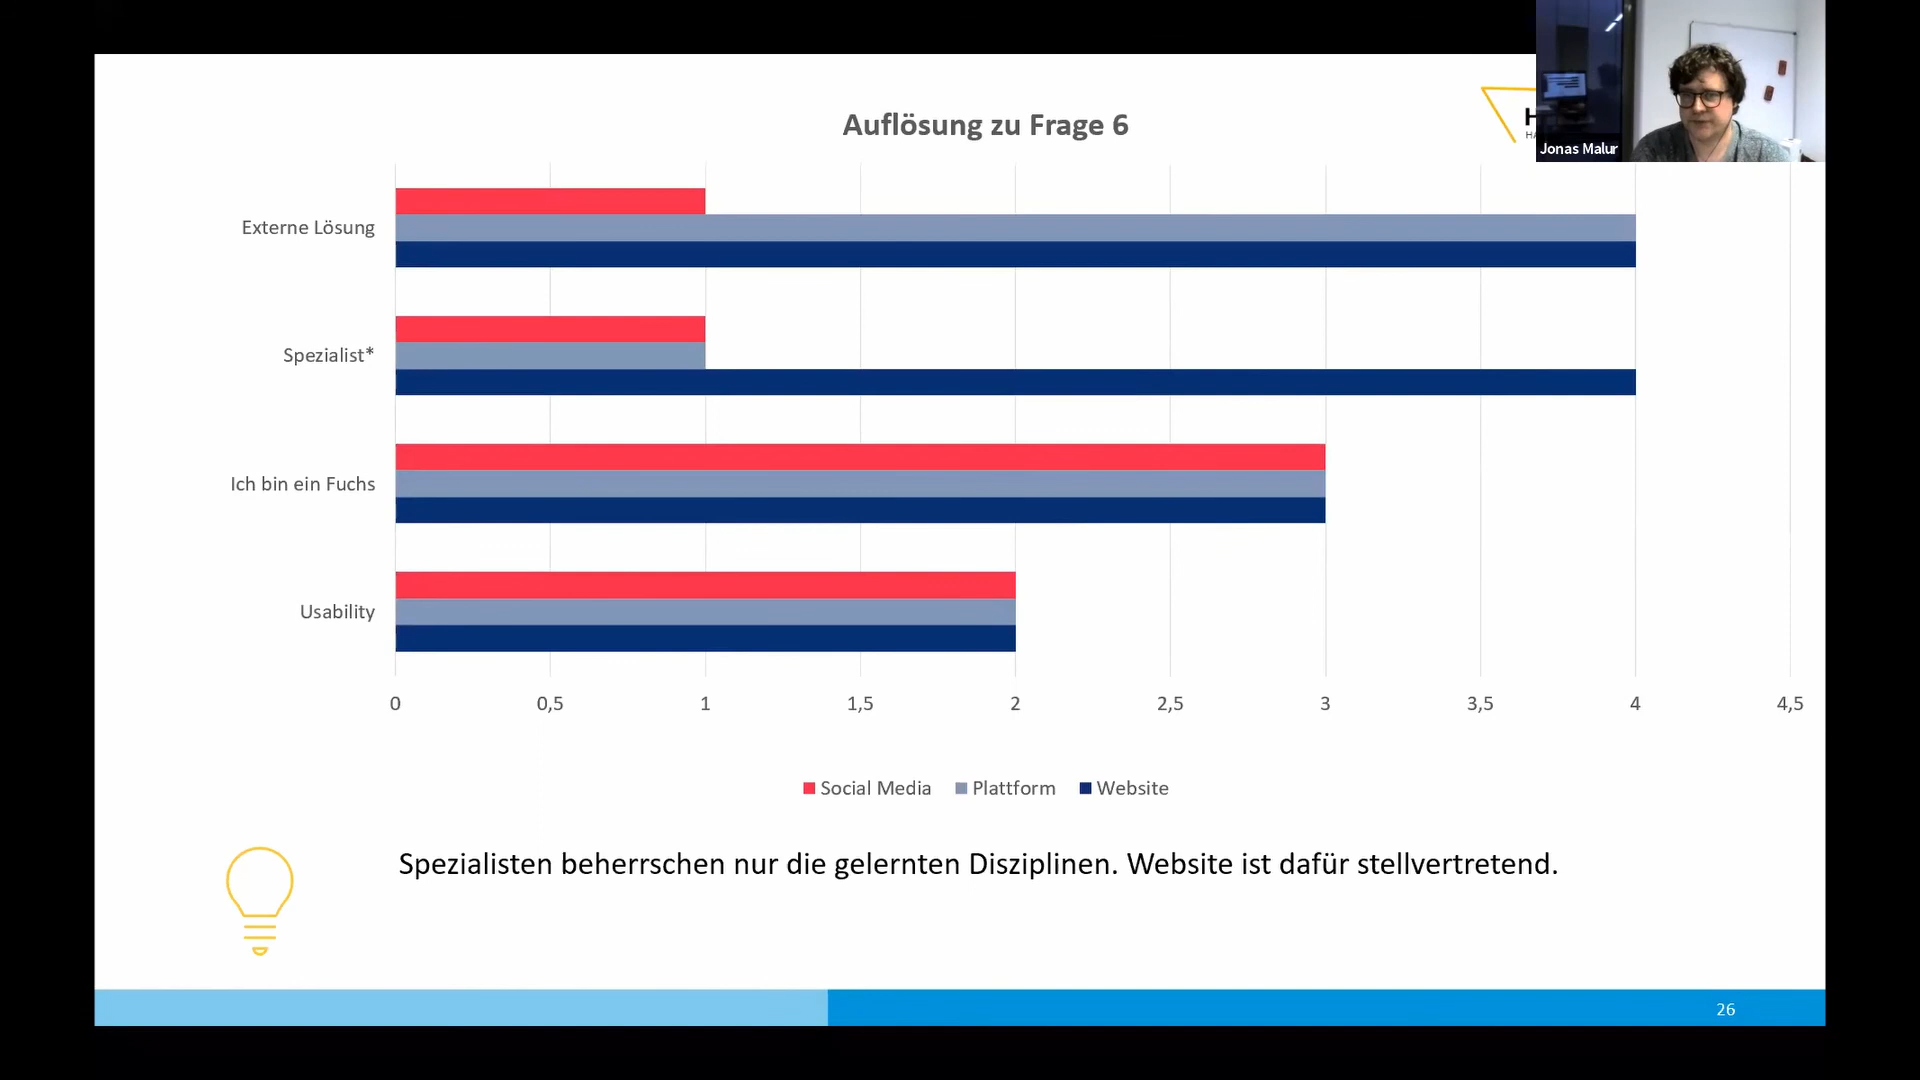 Auflösung zu Frage 6
Jonas Malur
Externe Lösung
Spezialist*
Ich bin ein Fuchs
Usability
0 0,5 1 1,5 2 2,5 3 3,5 4 4,5
Social Media Plattform Website
Spezialisten beherrschen nur die gelernten Disziplinen. Website ist dafür stellvertretend.
26